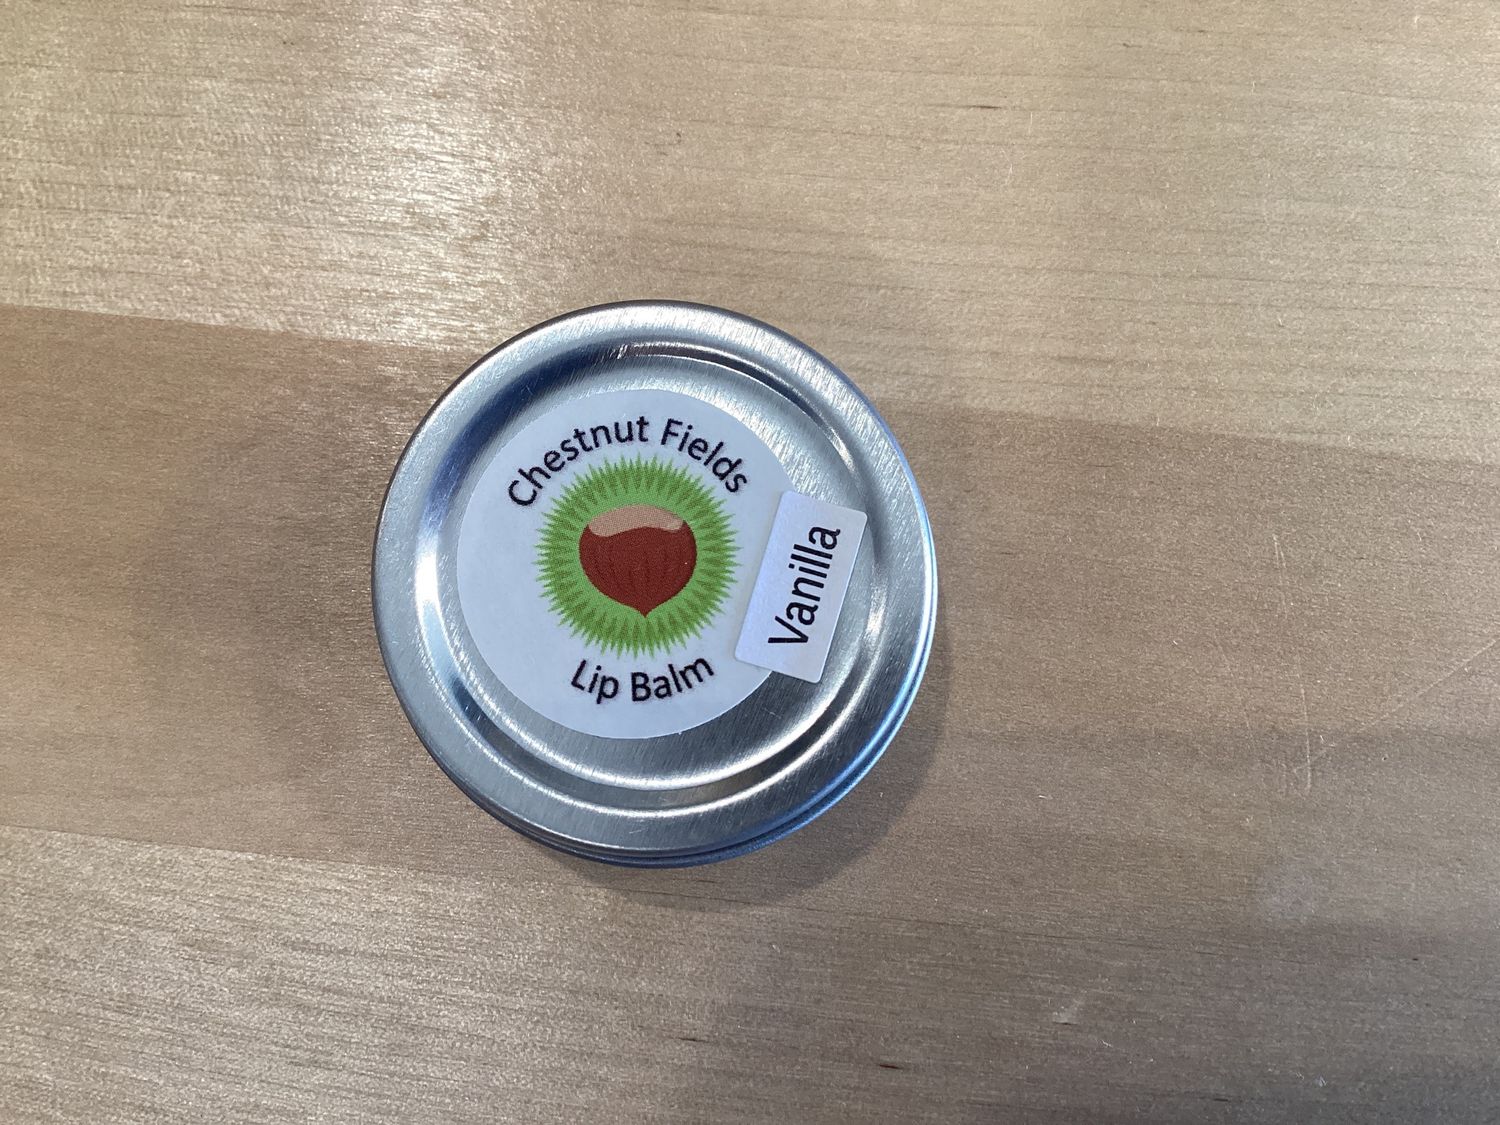 Chestnut Fields
Lip Balm
Vanilla